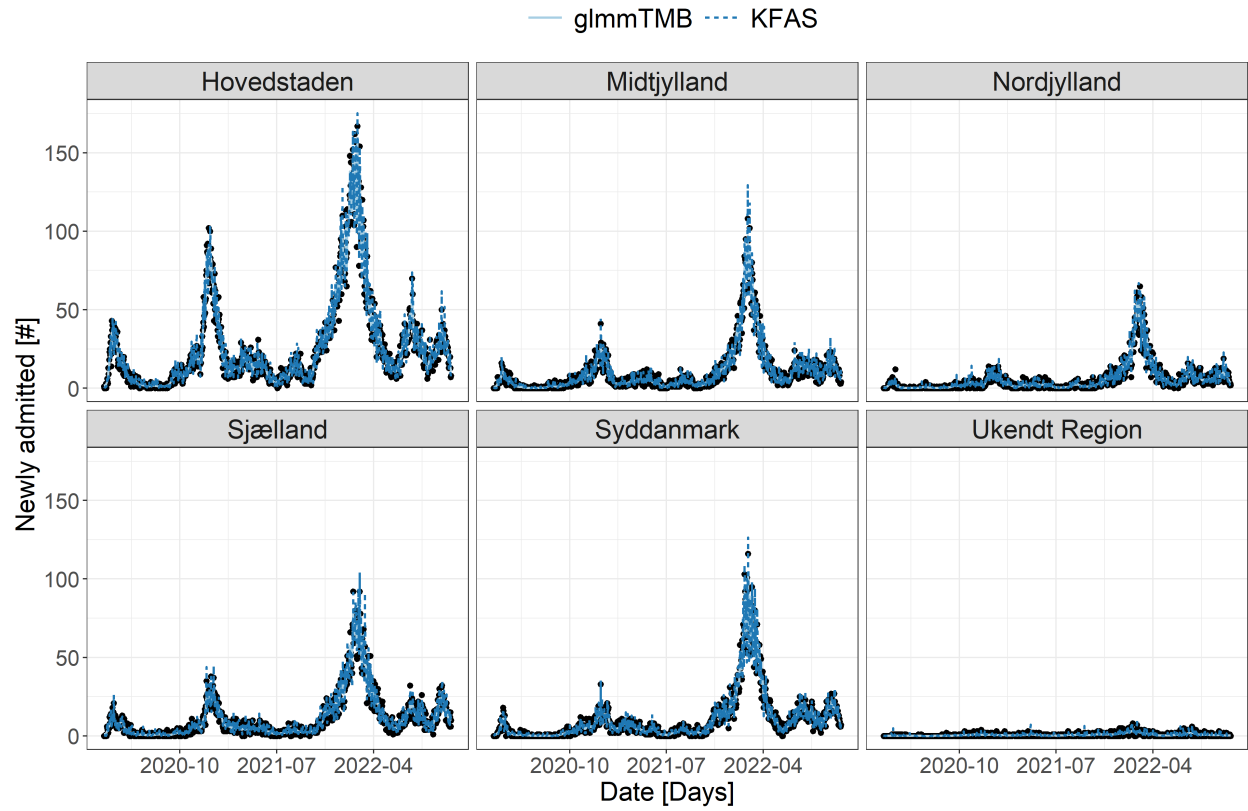 glmmTMB KFAS
Hovedstaden Midtjylland Nordjylland
150
100
50
0
Sjælland Syddanmark Ukendt Region
150
100
50
0
Newly admitted [#]
2020-10 2021-07 2022-04 2020-10 2021-07 2022-04 2020-10 2021-07 2022-04
Date [Days]